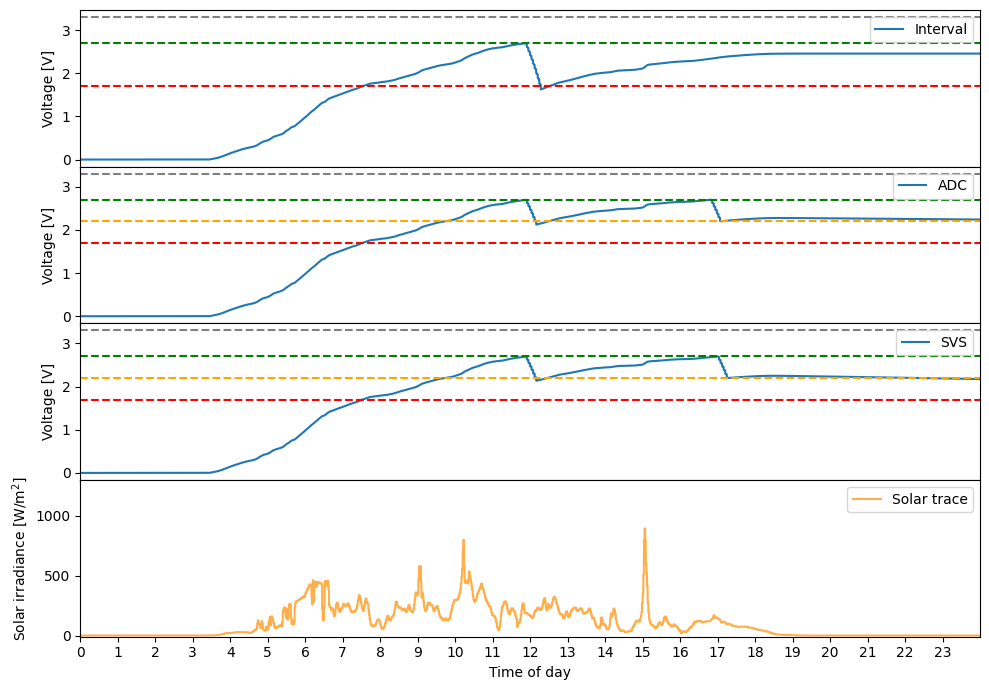 Voltage [V]
3
2
1
0
Interval
Voltage [V]
3
2
1
0
ADC
Voltage [V]
3
2
1
0
SVS
Solar irradiance [W/m²]
1000
500
0
Solar trace
0 1 2 3 4 5 6 7 8 9 10 11 12 13 14 15 16 17 18 19 20 21 22 23
Time of day